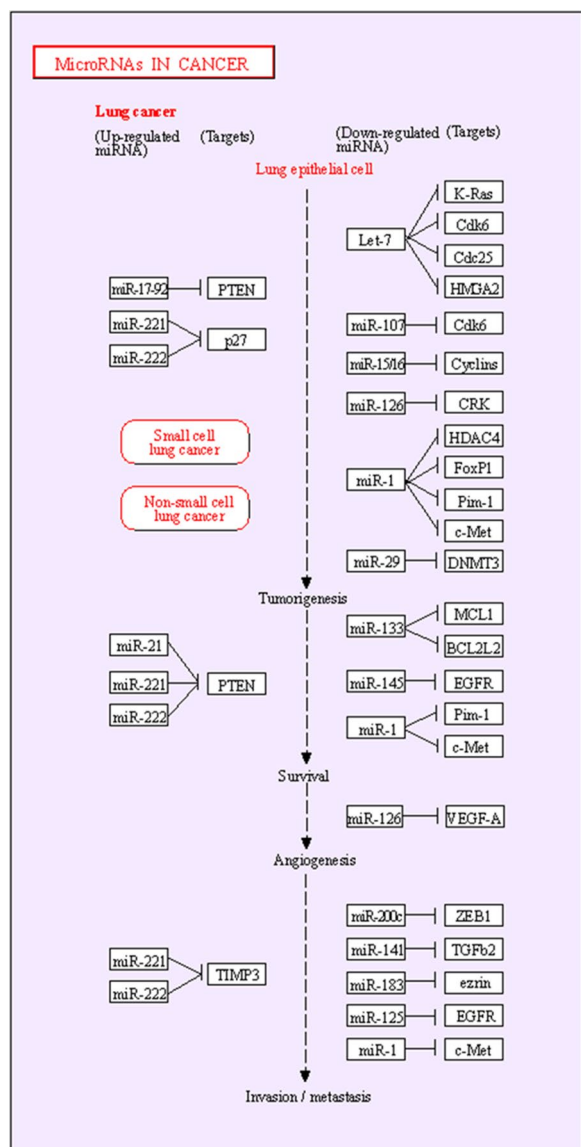 MicroRNAs IN CANCER
Lung cancer
(Up-regulated miRNA)
(Targets)
(Down-regulated miRNA)
(Targets)
Lung epithelial cell
Let-7
K-Ras
Cdk6
Cdc25
HMGA2
miR-17-92
PTEN
miR-221
miR-222
p27
miR-107
Cdk6
miR-15/16
Cyclins
miR-126
CRK
Small cell
lung cancer
Non-small cell
lung cancer
miR-1
HDAC4
FoxP1
Pim-1
c-Met
miR-29
DNMT3
Tumorigenesis
miR-133
MCL1
BCL2L2
miR-21
miR-221
miR-222
PTEN
miR-145
EGFR
miR-1
Pim-1
c-Met
Survival
miR-126
VEGF-A
Angiogenesis
miR-200c
ZEB1
miR-141
TGFb2
miR-221
miR-222
TIMP3
miR-183
ezrin
miR-125
EGFR
miR-1
c-Met
Invasion / metastasis